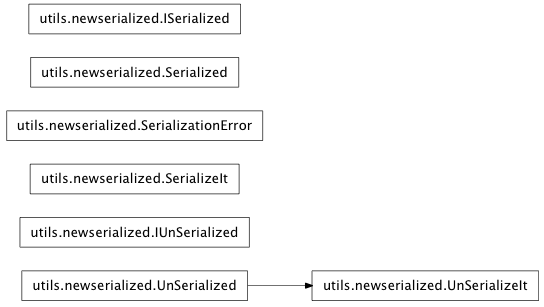 utils.newserialized.ISerialized
utils.newserialized.Serialized
utils.newserialized.SerializationError
utils.newserialized.SerializeIt
utils.newserialized.IUnSerialized
utils.newserialized.UnSerialized utils.newserialized.UnSerializeIt